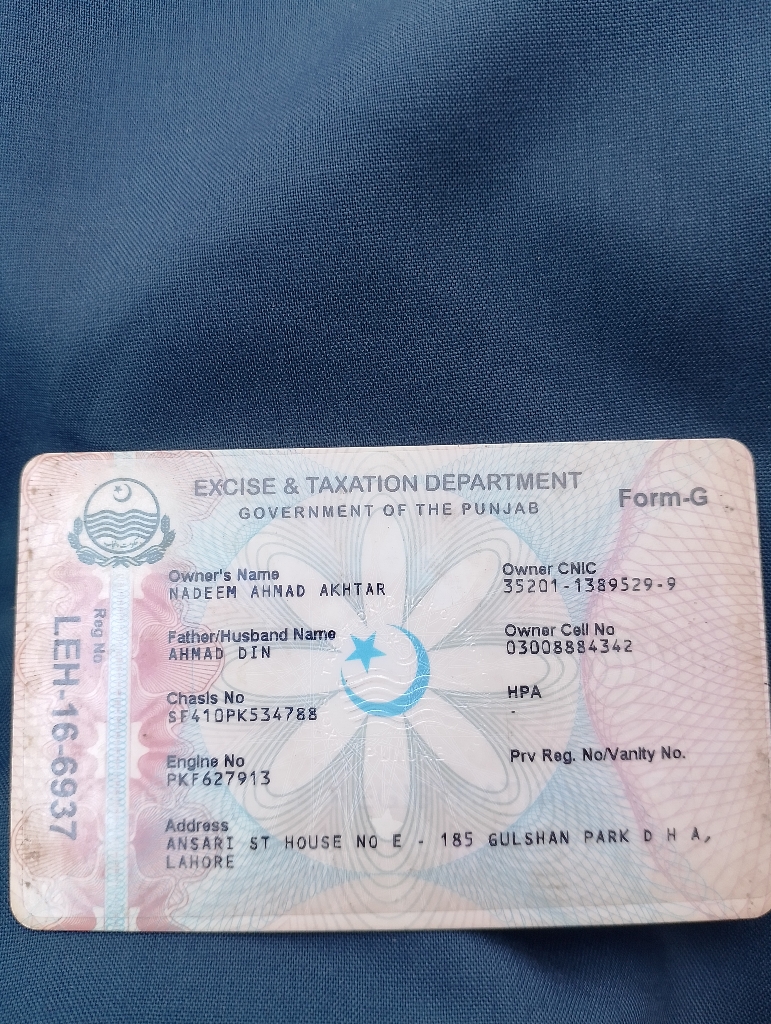 EXCISE & TAXATION DEPARTMENT
GOVERNMENT OF THE PUNJAB
Form-G
Reg No
LEH-16-6937
Owner's Name
NADEEM AHMAD AKHTAR
Owner CNIC
35201-1389529-9
Father/Husband Name
AHMAD DIN
Owner Cell No
03008884342
Chasis No
SF410PK534788
HPA
-
Engine No
PKF627913
Prv Reg. No/Vanity No.
Address
ANSARI ST HOUSE NO E - 185 GULSHAN PARK D H A,
LAHORE